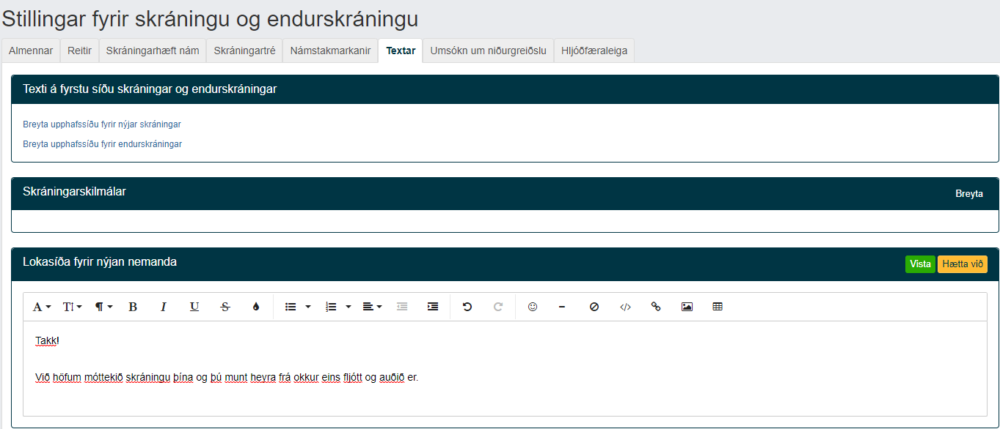 Stillingar fyrir skráningu og endurskráningu
Almennar Reitir Skráningarhæft nám Skráningartré Námstakmarkanir Textar Umsókn um niðurgreiðslu Hljóðfæraleiga
Texti á fyrstu síðu skráningar og endurskráningar
Breyta upphafssíðu fyrir nýjar skráningar
Breyta upphafssíðu fyrir endurskráningar
Skráningarskilmálar Breyta
Lokasíða fyrir nýjan nemanda Vista Hætta við
Takk!
Við höfum móttekið skráningu þína og þú munt heyra frá okkur eins fljótt og auðið er.